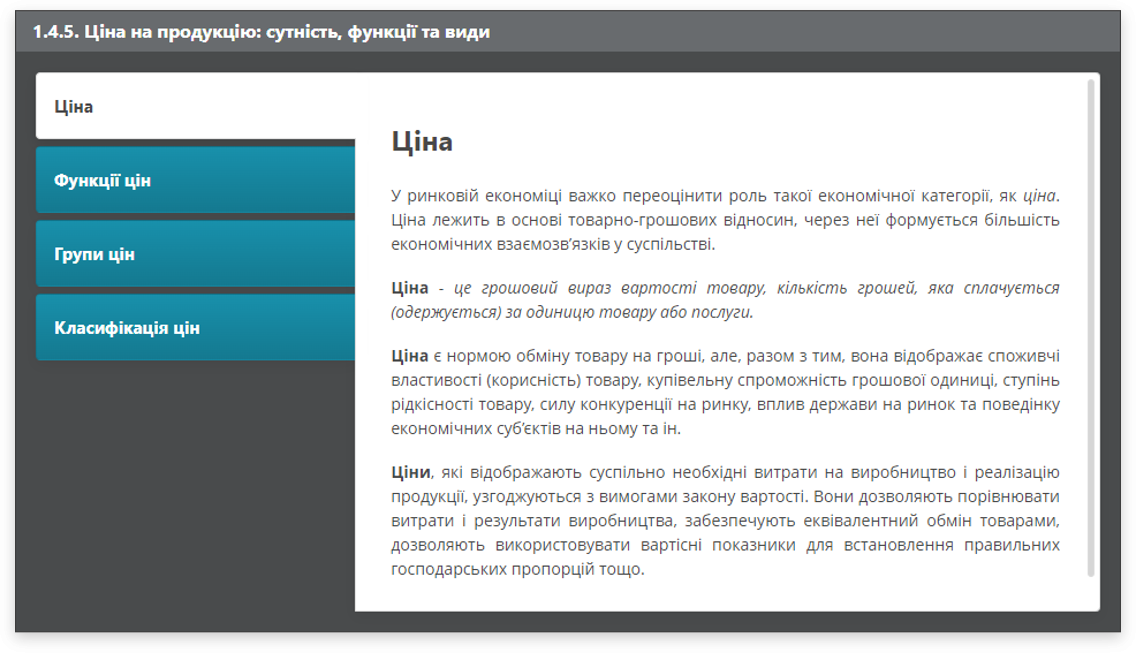 1.4.5. Ціна на продукцію: сутність, функції та види
Ціна
Функції цін
Групи цін
Класифікація цін
Ціна
У ринковій економіці важко переоцінити роль такої економічної категорії, як ціна.
Ціна лежить в основі товарно-грошових відносин, через неї формується більшість
економічних взаємозв’язків у суспільстві.
Ціна - це грошовий вираз вартості товару, кількість грошей, яка сплачується
(одержується) за одиницю товару або послуги.
Ціна є нормою обміну товару на гроші, але, разом з тим, вона відображає споживчі
властивості (корисність) товару, купівельну спроможність грошової одиниці, ступінь
рідкісності товару, силу конкуренції на ринку, вплив держави на ринок та поведінку
економічних суб’єктів на ньому та ін.
Ціни, які відображають суспільно необхідні витрати на виробництво і реалізацію
продукції, узгоджуються з вимогами закону вартості. Вони дозволяють порівнювати
витрати і результати виробництва, забезпечують еквівалентний обмін товарами,
дозволяють використовувати вартісні показники для встановлення правильних
господарських пропорцій тощо.